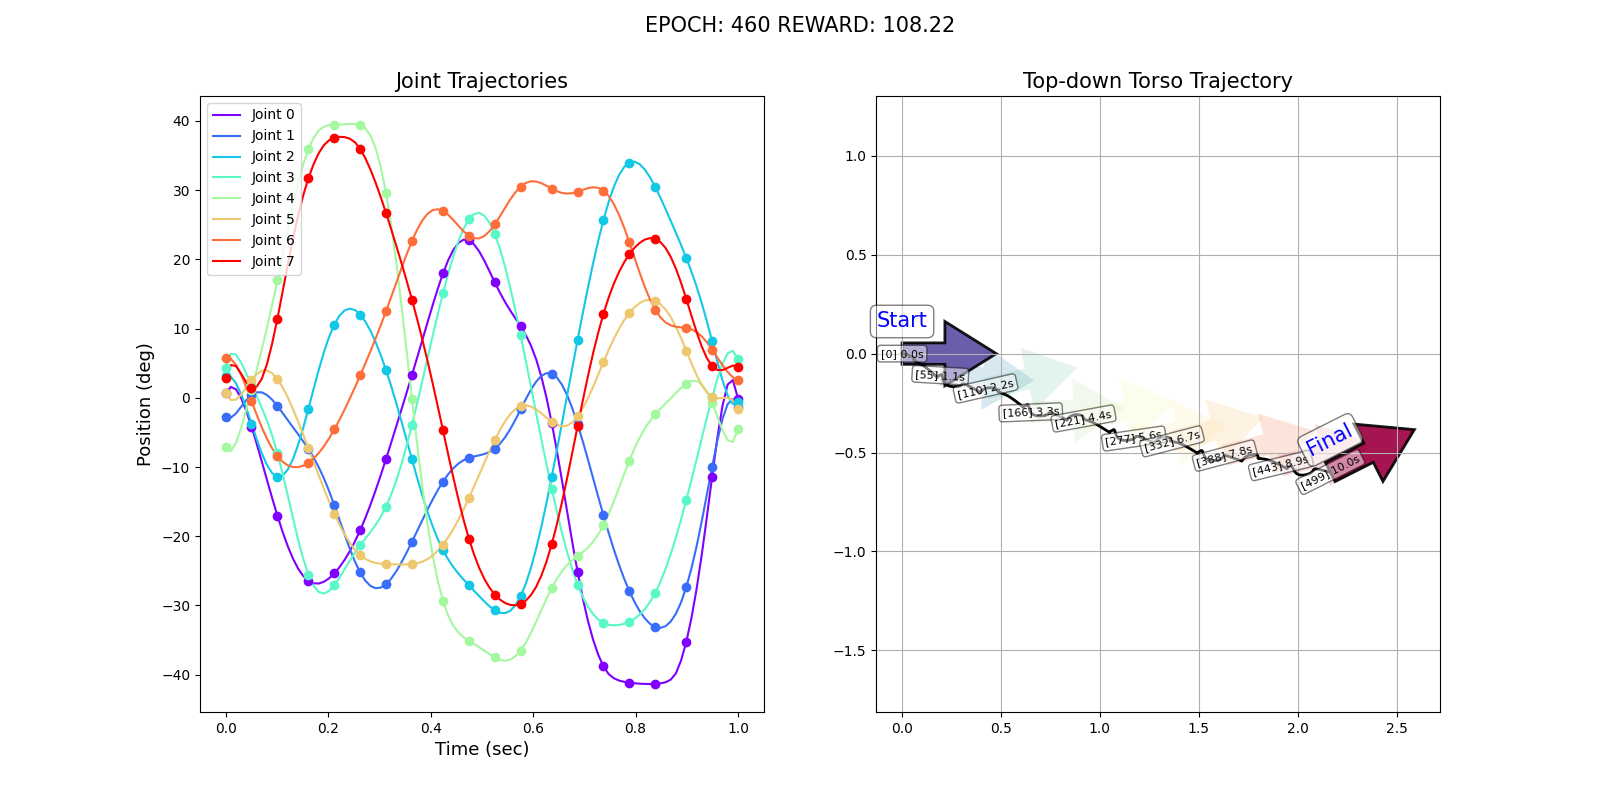 EPOCH: 460 REWARD: 108.22
Joint Trajectories
Position (deg)
40
30
20
10
0
−10
−20
−30
−40
Joint 0
Joint 1
Joint 2
Joint 3
Joint 4
Joint 5
Joint 6
Joint 7
0.0
0.2
0.4
0.6
0.8
1.0
Time (sec)
Top-down Torso Trajectory
1.0
0.5
0.0
−0.5
−1.0
−1.5
Start
[0] 0.0s
[55] 1.1s
[110] 2.2s
[166] 3.3s
[221] 4.4s
[277] 5.6s
[332] 6.7s
[388] 7.8s
[443] 8.9s
[499] 10.0s
Final
0.0
0.5
1.0
1.5
2.0
2.5